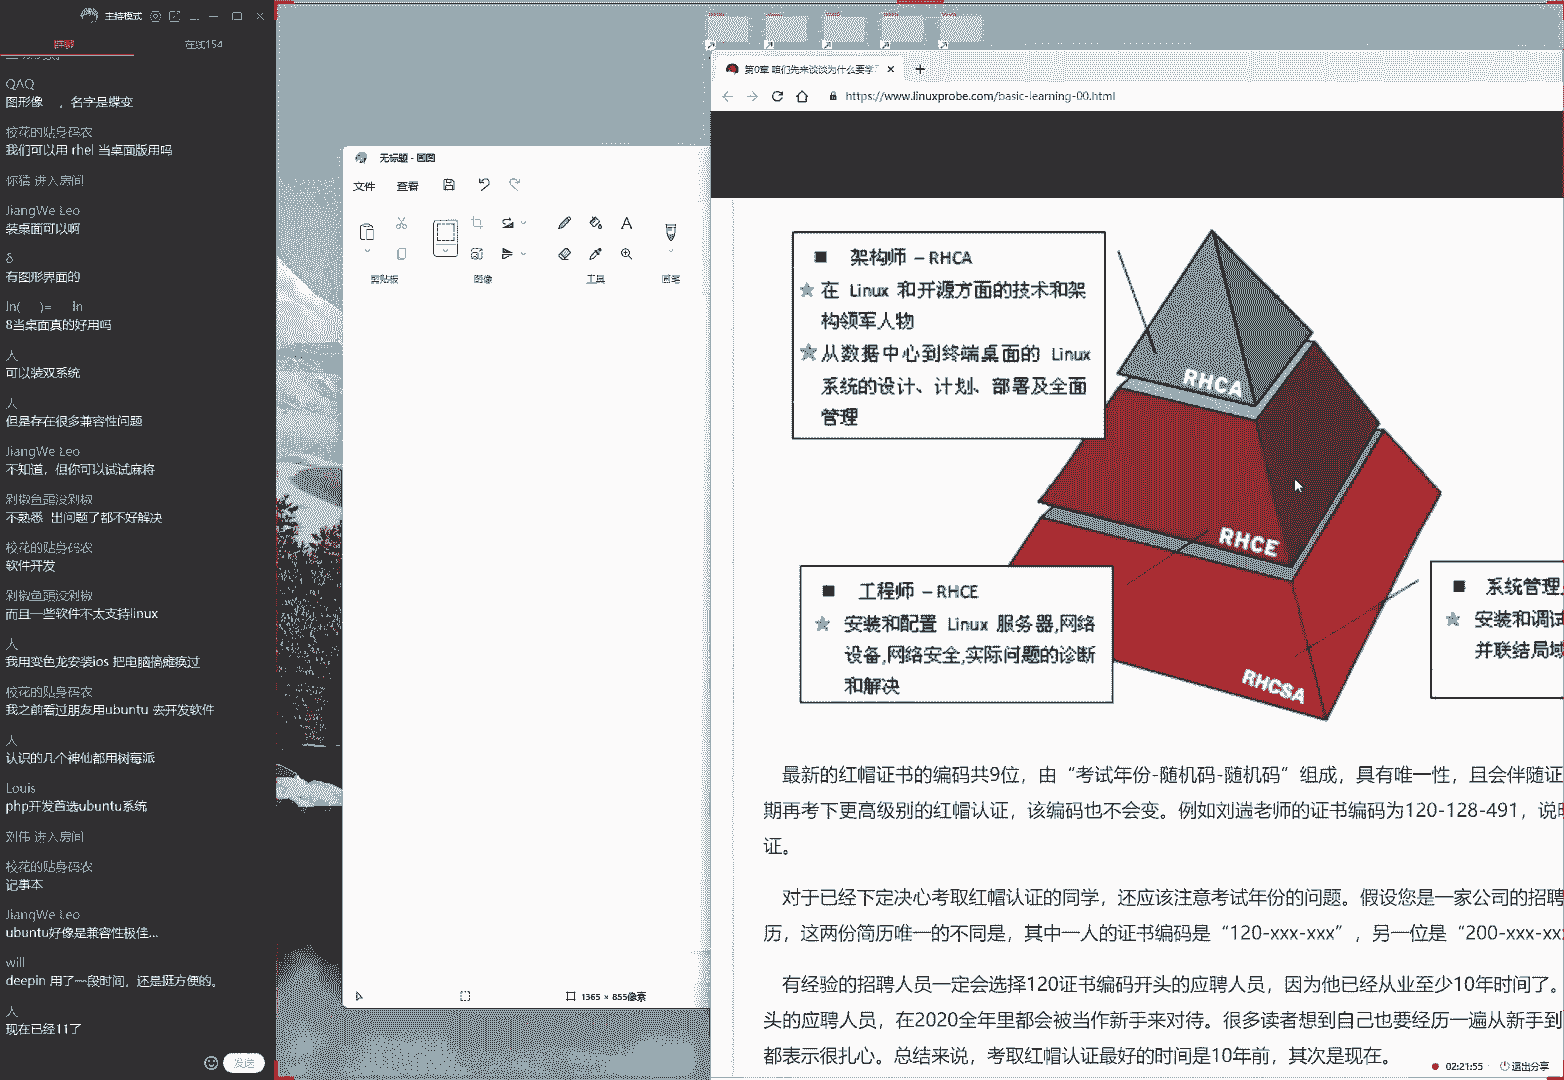 主持模式
在线154
QAQ
图形像 ，名字是蝶变
校花的贴身码农
我们可以用 rhel 当桌面版用吗
你猜 进入房间
JiangWe Leo
装桌面可以啊
δ
有图形界面的
ln( )= ln
8当桌面真的好用吗
人
可以装双系统
人
但是存在很多兼容性问题
JiangWe Leo
不知道，但你可以试试麻将
剁椒鱼头没剁椒
不熟悉 出问题了都不好解决
校花的贴身码农
软件开发
剁椒鱼头没剁椒
而且一些软件不太支持linux
人
我用变色龙安装ios 把电脑搞瘫痪过
校花的贴身码农
我之前看过朋友用ubuntu 去开发软件
人
认识的几个神仙都用树莓派
Louis
php开发首选ubuntu系统
刘伟 进入房间
校花的贴身码农
记事本
JiangWe Leo
ubuntu好像是兼容性极佳...
will
deepin 用了一段时间，还是挺方便的。
人
现在已经11了
发送
无标题 - 画图
文件 查看
剪贴板 图像 工具 画笔
1365 × 855像素
第0章 咱们先来谈谈为什么要学
https://www.linuxprobe.com/basic-learning-00.html
架构师 – RHCA
在 Linux 和开源方面的技术和架
构领军人物
从数据中心到终端桌面的 Linux
系统的设计、计划、部署及全面
管理
RHCA
RHCE
RHCSA
工程师 – RHCE
安装和配置 Linux 服务器,网络
设备,网络安全,实际问题的诊断
和解决
系统管理
安装和调试
并联结局域
最新的红帽证书的编码共9位，由“考试年份-随机码-随机码”组成，具有唯一性，且会伴随证
期再考下更高级别的红帽认证，该编码也不会变。例如刘遄老师的证书编码为120-128-491，说明
证。
对于已经下定决心考取红帽认证的同学，还应该注意考试年份的问题。假设您是一家公司的招聘
历，这两份简历唯一的不同是，其中一人的证书编码是“120-xxx-xxx”，另一位是“200-xxx-xx
有经验的招聘人员一定会选择120证书编码开头的应聘人员，因为他已经从业至少10年时间了。
头的应聘人员，在2020全年里都会被当作新手来对待。很多读者想到自己也要经历一遍从新手到
都表示很扎心。总结来说，考取红帽认证最好的时间是10年前，其次是现在。
02:21:55 退出分享